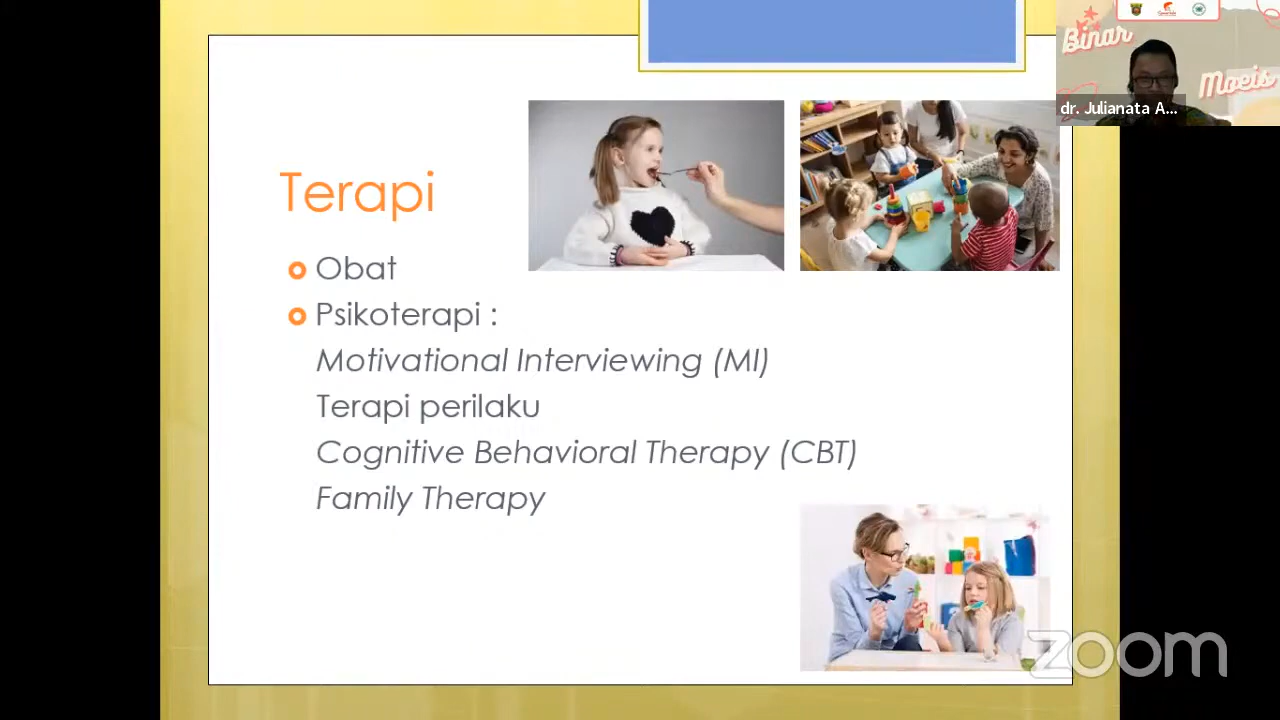 Binar
Moeis
dr. Julianata A...
Terapi
Obat
Psikoterapi :
Motivational Interviewing (MI)
Terapi perilaku
Cognitive Behavioral Therapy (CBT)
Family Therapy
zoom